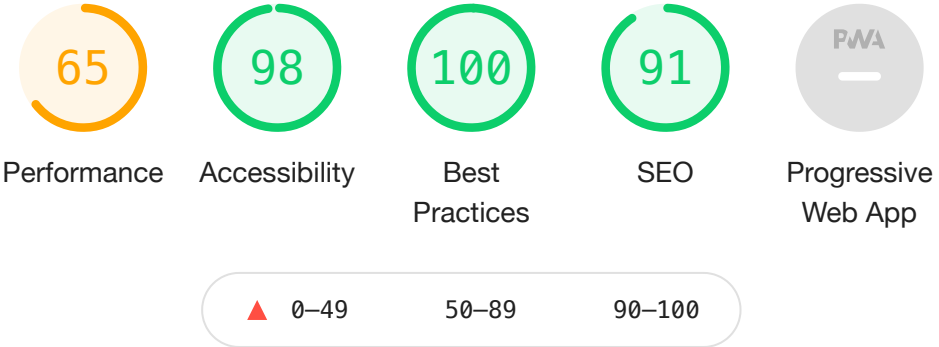 65
98
100
91
PWA
Performance
Accessibility
Best
Practices
SEO
Progressive
Web App
0–49
50–89
90–100